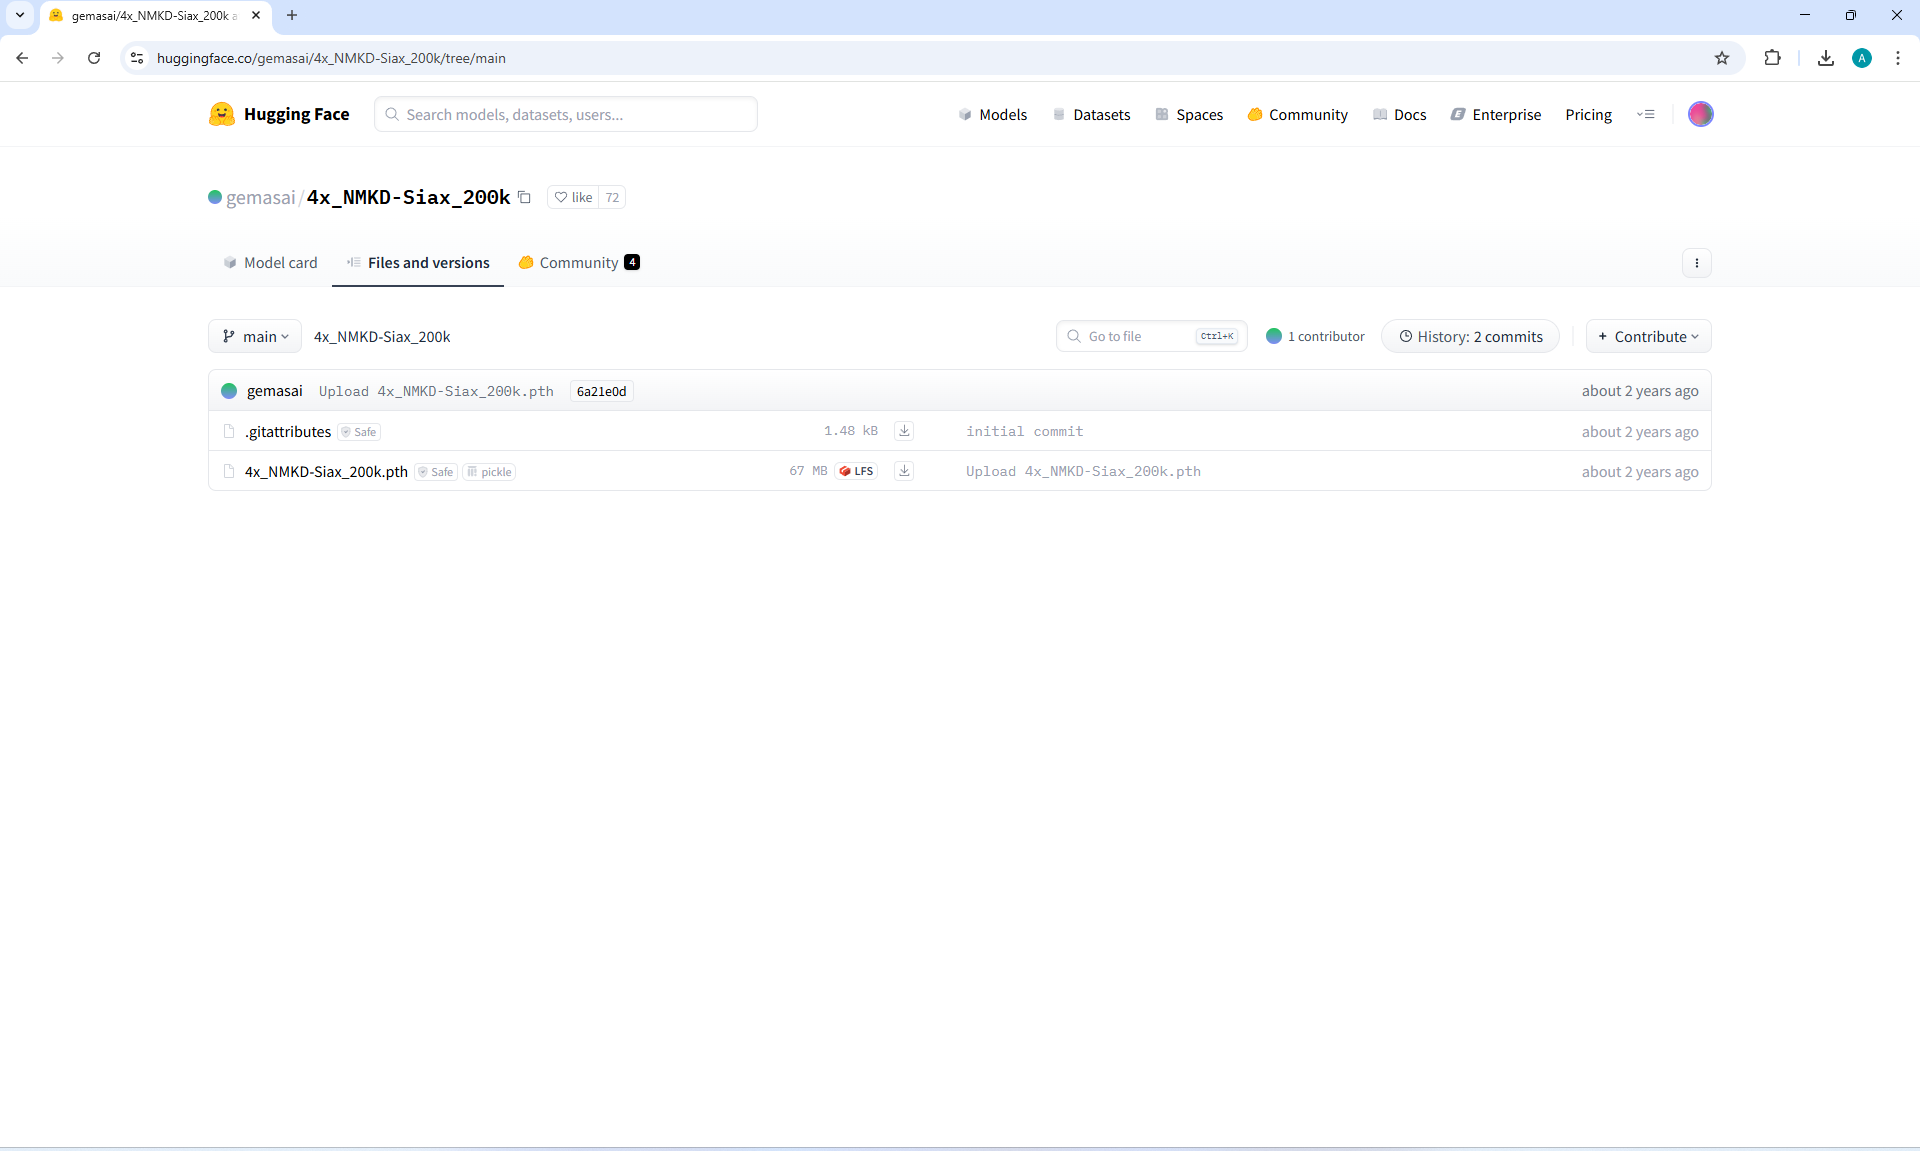 gemasai/4x_NMKD-Siax_200k a
huggingface.co/gemasai/4x_NMKD-Siax_200k/tree/main
A
Hugging Face
Search models, datasets, users...
Models
Datasets
Spaces
Community
Docs
Enterprise
Pricing
gemasai/4x_NMKD-Siax_200k
like 72
Model card
Files and versions
Community 4
main
4x_NMKD-Siax_200k
Go to file
Ctrl+K
1 contributor
History: 2 commits
+ Contribute
gemasai Upload 4x_NMKD-Siax_200k.pth 6a21e0d about 2 years ago
.gitattributes Safe 1.48 kB initial commit about 2 years ago
4x_NMKD-Siax_200k.pth Safe pickle 67 MB LFS Upload 4x_NMKD-Siax_200k.pth about 2 years ago